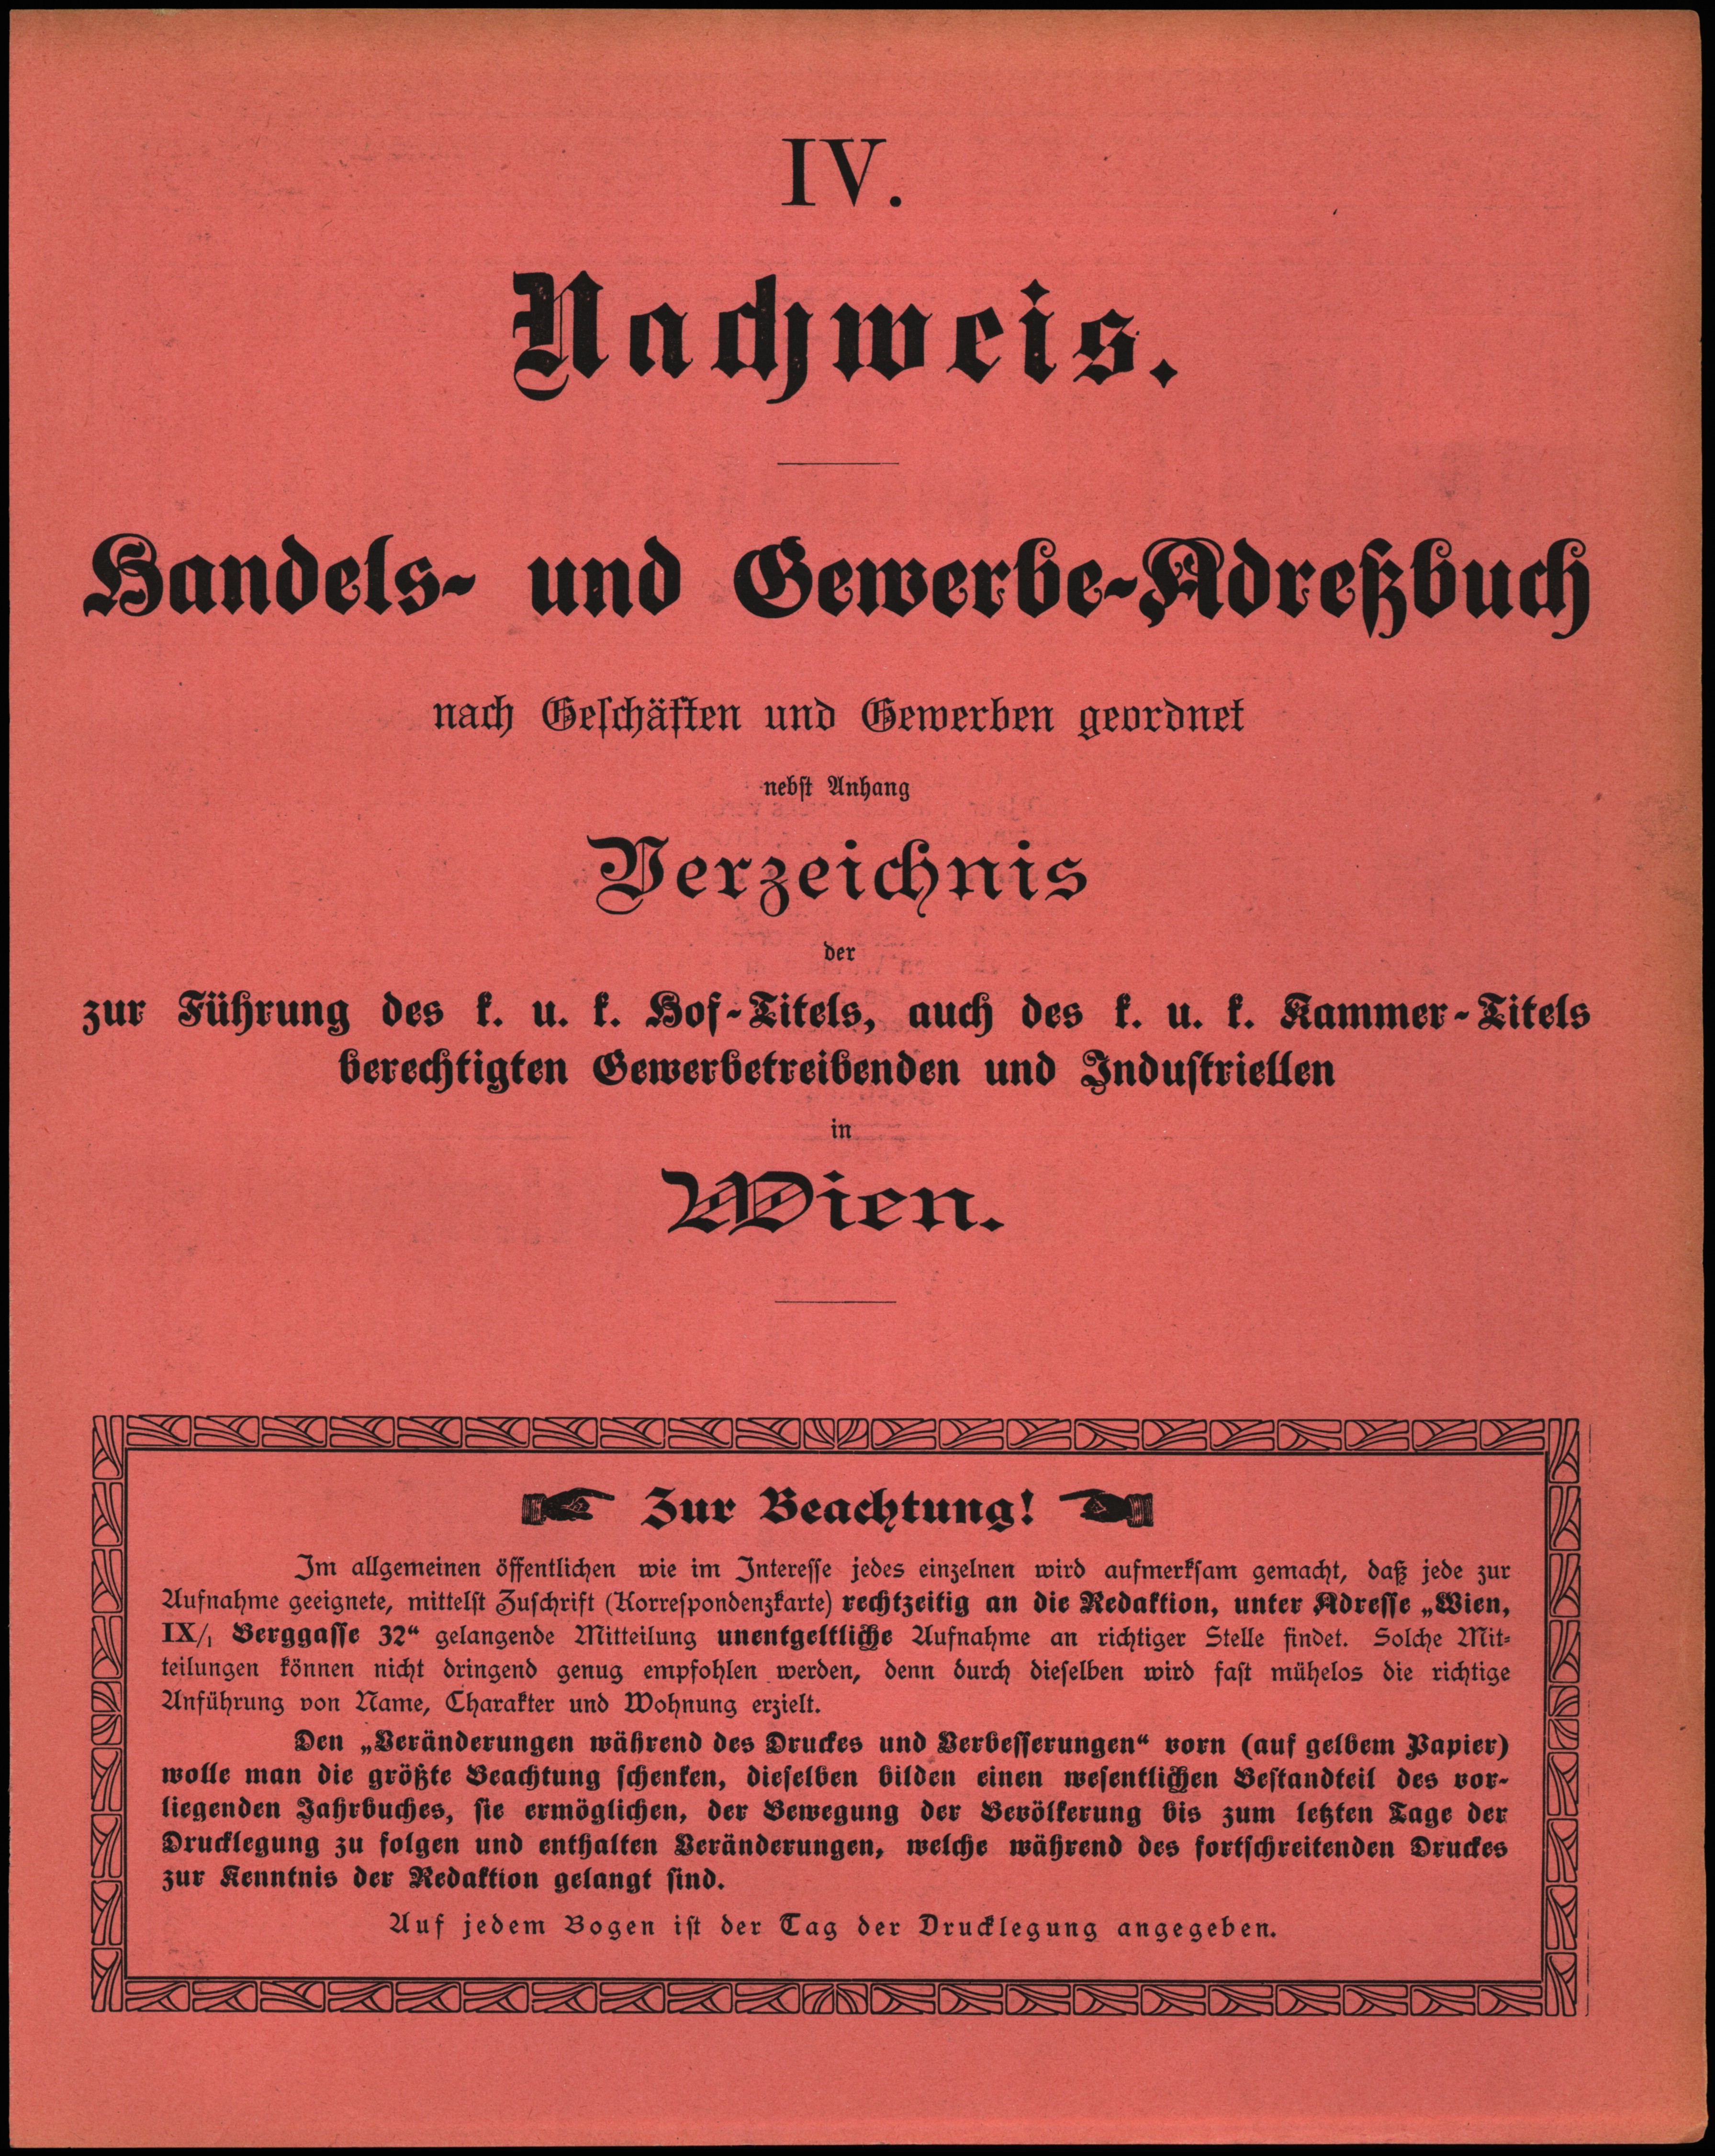 IV.
Nachweis.
Handels- und Gewerbe-Adreßbuch
nach Geschäften und Gewerben geordnet
nebst Anhang
Verzeichnis
der
zur Führung des k. u. k. Hof-Titels, auch des k. u. k. Kammer-Titels
berechtigten Gewerbetreibenden und Industriellen
in
Wien.
Zur Beachtung!
Im allgemeinen öffentlichen wie im Interesse jedes einzelnen wird aufmerksam gemacht, daß jede zur
Aufnahme geeignete, mittelst Zuschrift (Korrespondenzkarte) rechtzeitig an die Redaktion, unter Adresse „Wien,
IX/1 Berggasse 32“ gelangende Mitteilung unentgeltliche Aufnahme an richtiger Stelle findet. Solche Mit-
teilungen können nicht dringend genug empfohlen werden, denn durch dieselben wird fast mühelos die richtige
Anführung von Name, Charakter und Wohnung erzielt.
Den „Veränderungen während des Druckes und Verbesserungen“ vorn (auf gelbem Papier)
wolle man die größte Beachtung schenken, dieselben bilden einen wesentlichen Bestandteil des vor-
liegenden Jahrbuches, sie ermöglichen, der Bewegung der Bevölkerung bis zum letzten Tage der
Drucklegung zu folgen und enthalten Veränderungen, welche während des fortschreitenden Druckes
zur Kenntnis der Redaktion gelangt sind.
Auf jedem Bogen ist der Tag der Drucklegung angegeben.